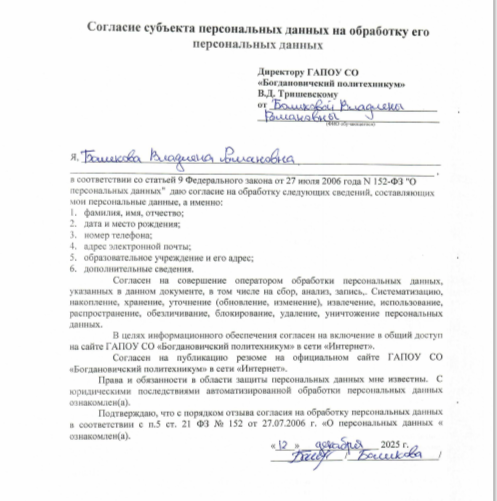 Согласие субъекта персональных данных на обработку его
персональных данных
Директору ГАПОУ СО
«Богдановичский политехникум»
В.Д. Тришевскому
от Башковой Владлены
Романовны
Я, Башкова Владлена Романовна
в соответствии со статьей 9 Федерального закона от 27 июля 2006 года N 152-ФЗ "О
персональных данных" даю согласие на обработку следующих сведений, составляющих
мои персональные данные, а именно:
1. фамилия, имя, отчество;
2. дата и место рождения;
3. номер телефона;
4. адрес электронной почты;
5. образовательное учреждение и его адрес;
6. дополнительные сведения.
Согласен на совершение оператором обработки персональных данных,
указанных в данном документе, в том числе на сбор, анализ, запись,. Систематизацию,
накопление, хранение, уточнение (обновление, изменение), извлечение, использование,
распространение, обезличивание, блокирование, удаление, уничтожение персональных
данных.
В целях информационного обеспечения согласен на включение в общий доступ
на сайте ГАПОУ СО «Богдановичский политехникум» в сети «Интернет».
Согласен на публикацию резюме на официальном сайте ГАПОУ СО
«Богдановичский политехникум» в сети «Интернет».
Права и обязанности в области защиты персональных данных мне известны. С
юридическими последствиями автоматизированной обработки персональных данных
ознакомлен(а).
Подтверждаю, что с порядком отзыва согласия на обработку персональных данных
в соответствии с п.5 ст. 21 ФЗ № 152 от 27.07.2006 г. «О персональных данных «
ознакомлен(а).
«12» декабря 2025 г.
Башкова